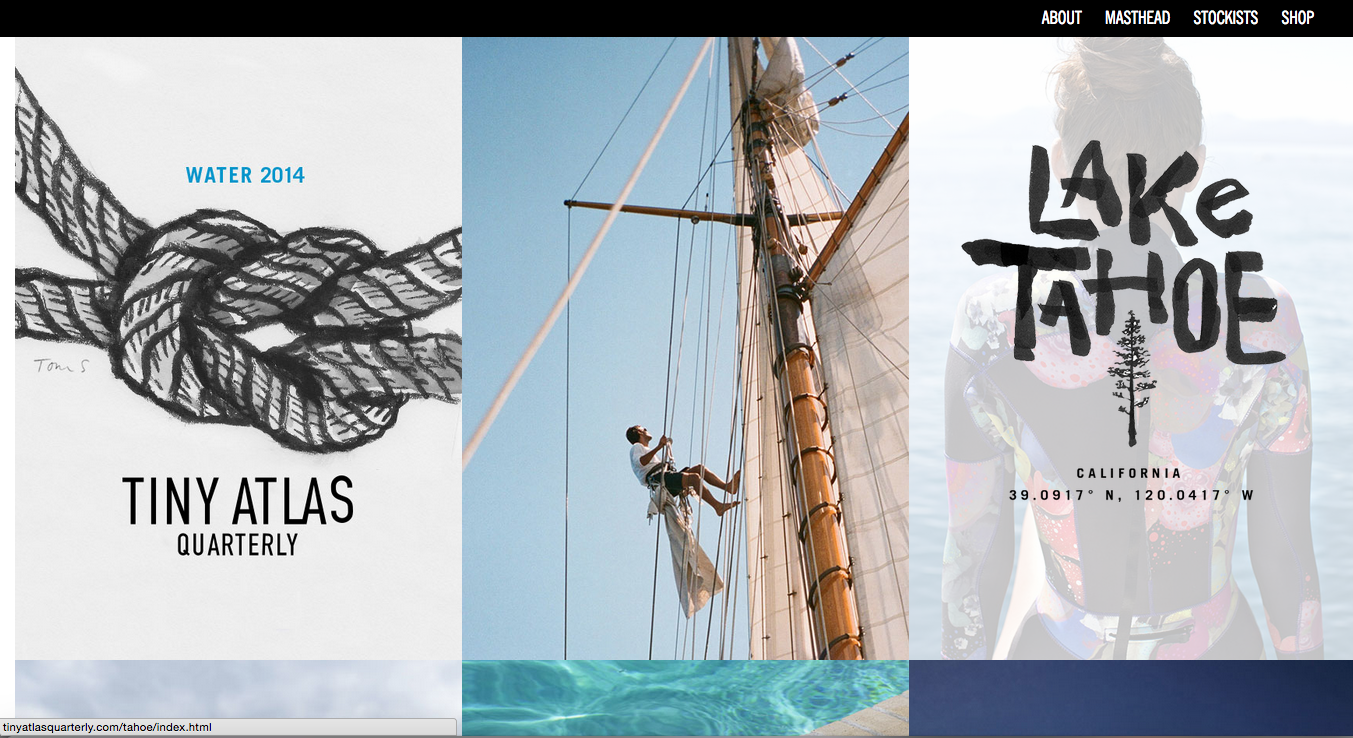 ABOUT MASTHEAD STOCKISTS SHOP
WATER 2014
Tom S
TINY ATLAS
QUARTERLY
LAKe
TAHOE
CALIFORNIA
39.0917° N, 120.0417° W
tinyatlasquarterly.com/tahoe/index.html